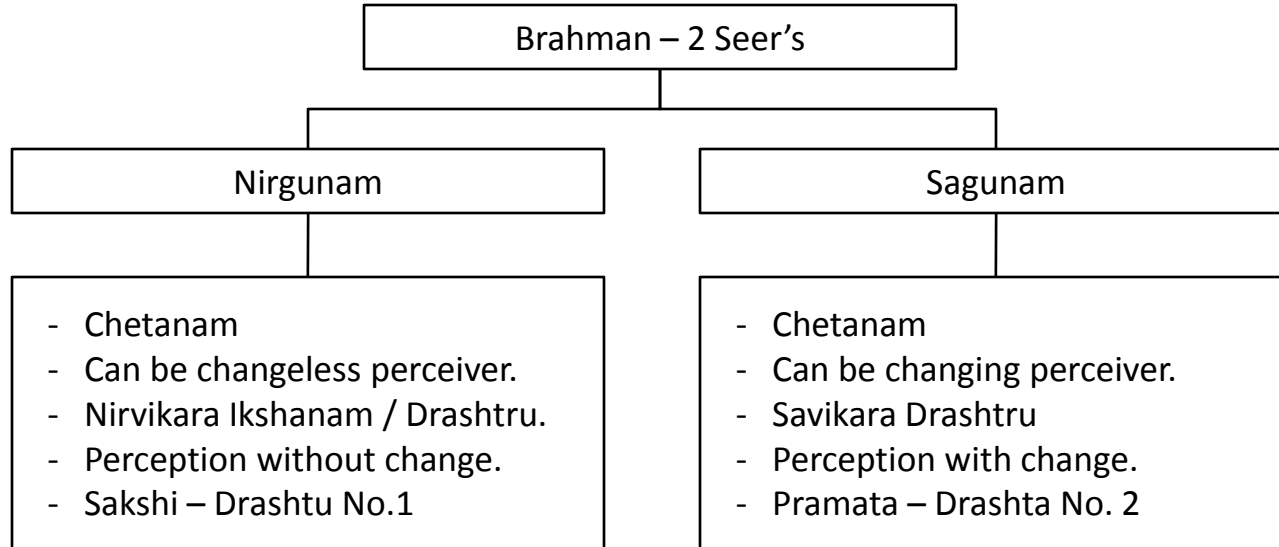 Brahman – 2 Seer’s
Nirgunam
Sagunam
- Chetanam
- Can be changeless perceiver.
- Nirvikara Ikshanam / Drashtru.
- Perception without change.
- Sakshi – Drashtu No.1
- Chetanam
- Can be changing perceiver.
- Savikara Drashtru
- Perception with change.
- Pramata – Drashta No. 2